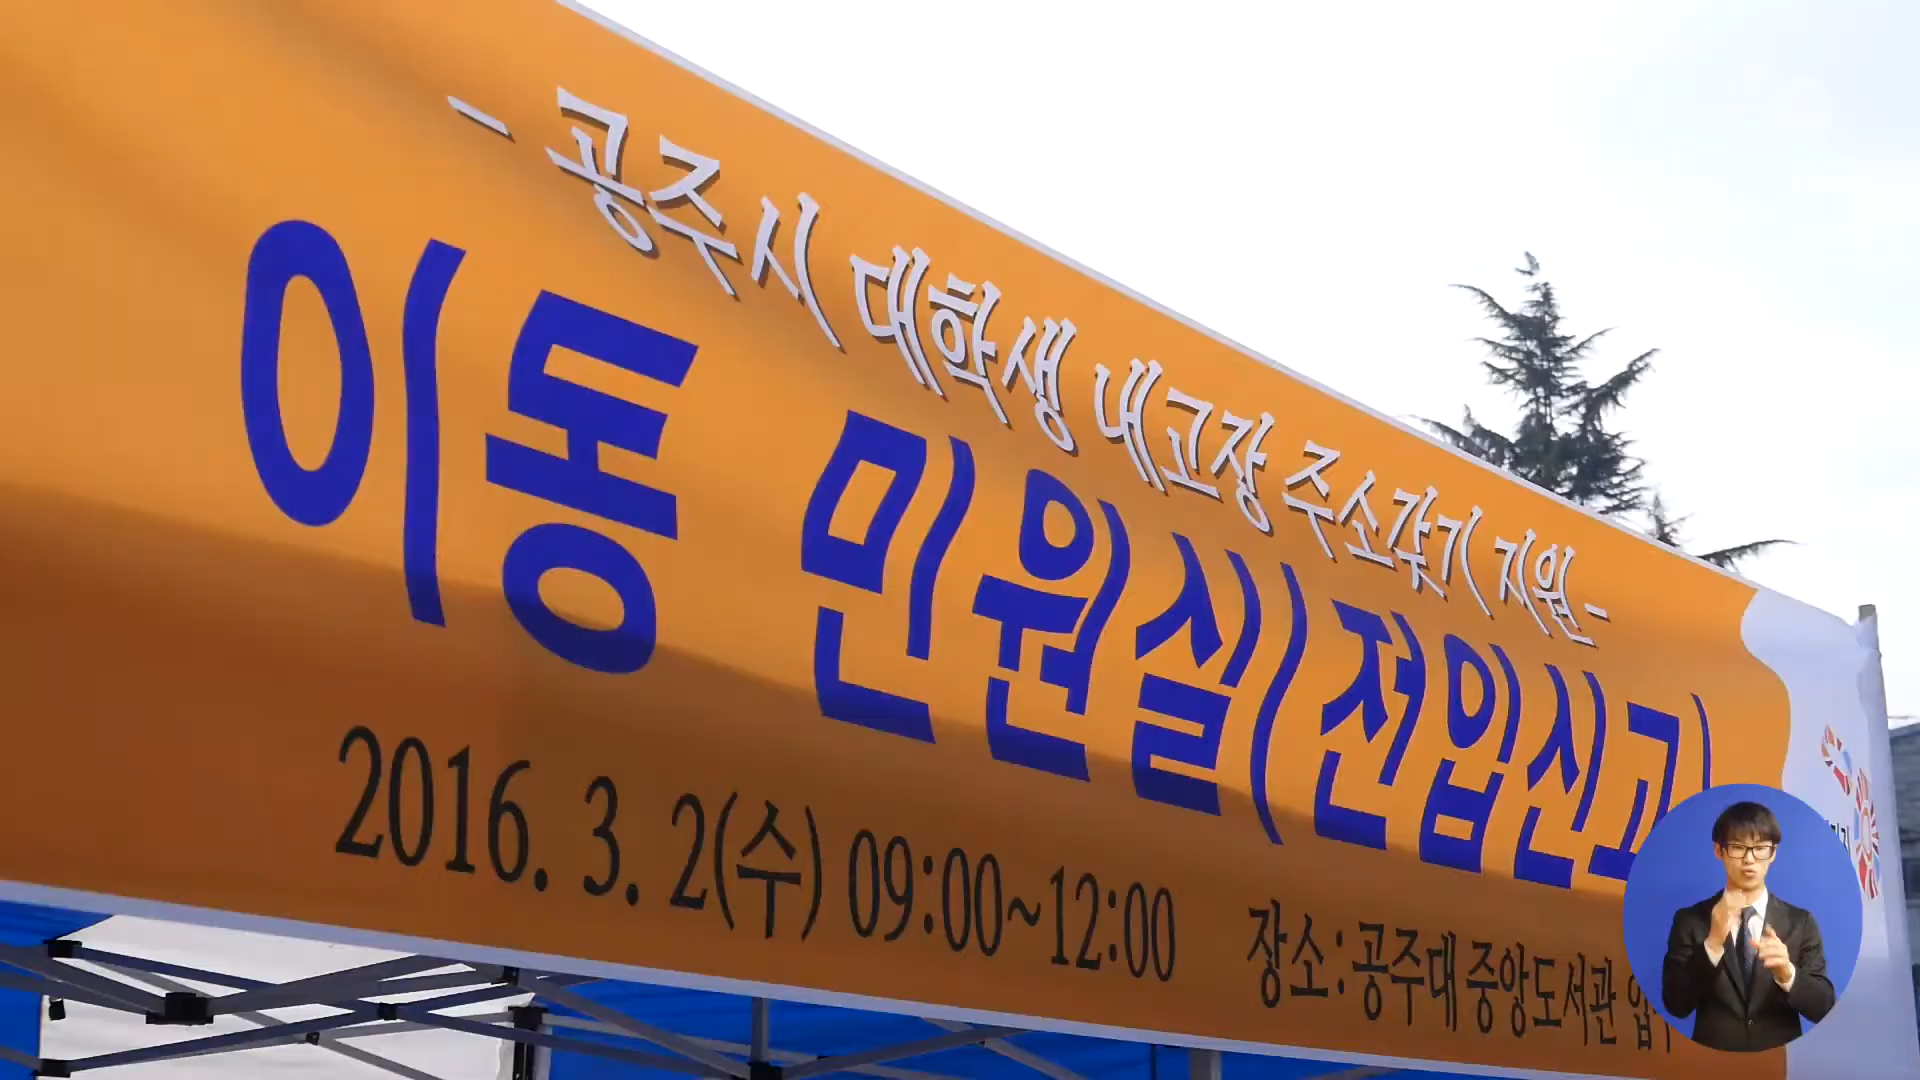 - 공주시 대학생 내고장 주소갖기 지원 -
이동 민원실(전입신고)
2016. 3. 2(수) 09:00~12:00 장소 : 공주대 중앙도서관